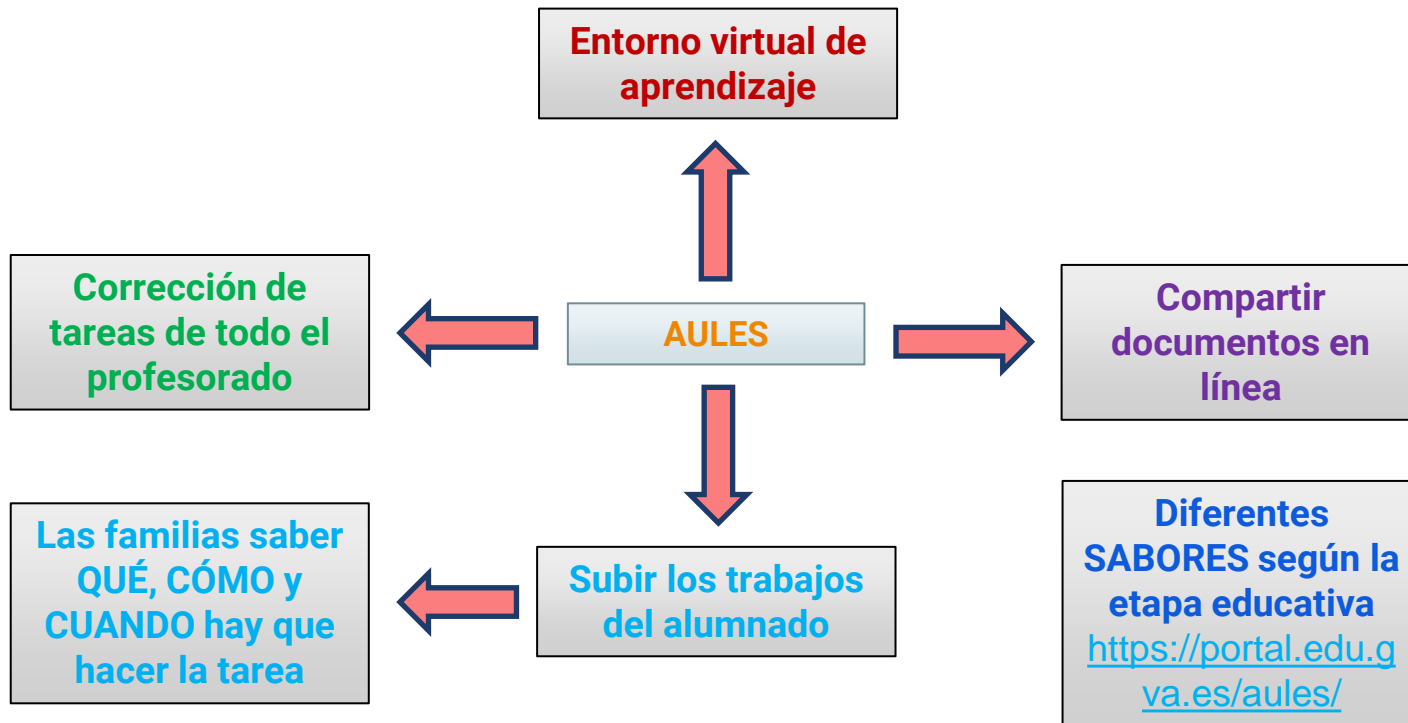 Entorno virtual de
aprendizaje
Corrección de
tareas de todo el
profesorado
AULES
Compartir
documentos en
línea
Las familias saber
QUÉ, CÓMO y
CUANDO hay que
hacer la tarea
Subir los trabajos
del alumnado
Diferentes
SABORES según la
etapa educativa
https://portal.edu.g
va.es/aules/